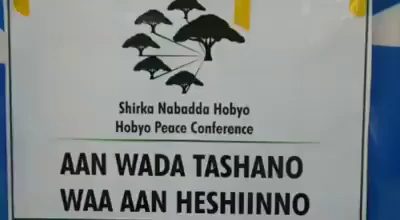 Shirka Nabadda Hobyo
Hobyo Peace Conference
AAN WADA TASHANO
WAA AAN HESHIINNO